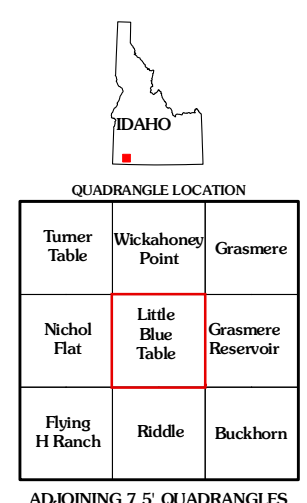 IDAHO
QUADRANGLE LOCATION
Turner
Table
Wickahoney
Point
Grasmere
Nichol
Flat
Little
Blue
Table
Grasmere
Reservoir
Flying
H Ranch
Riddle
Buckhorn
ADJOINING 7.5' QUADRANGLES